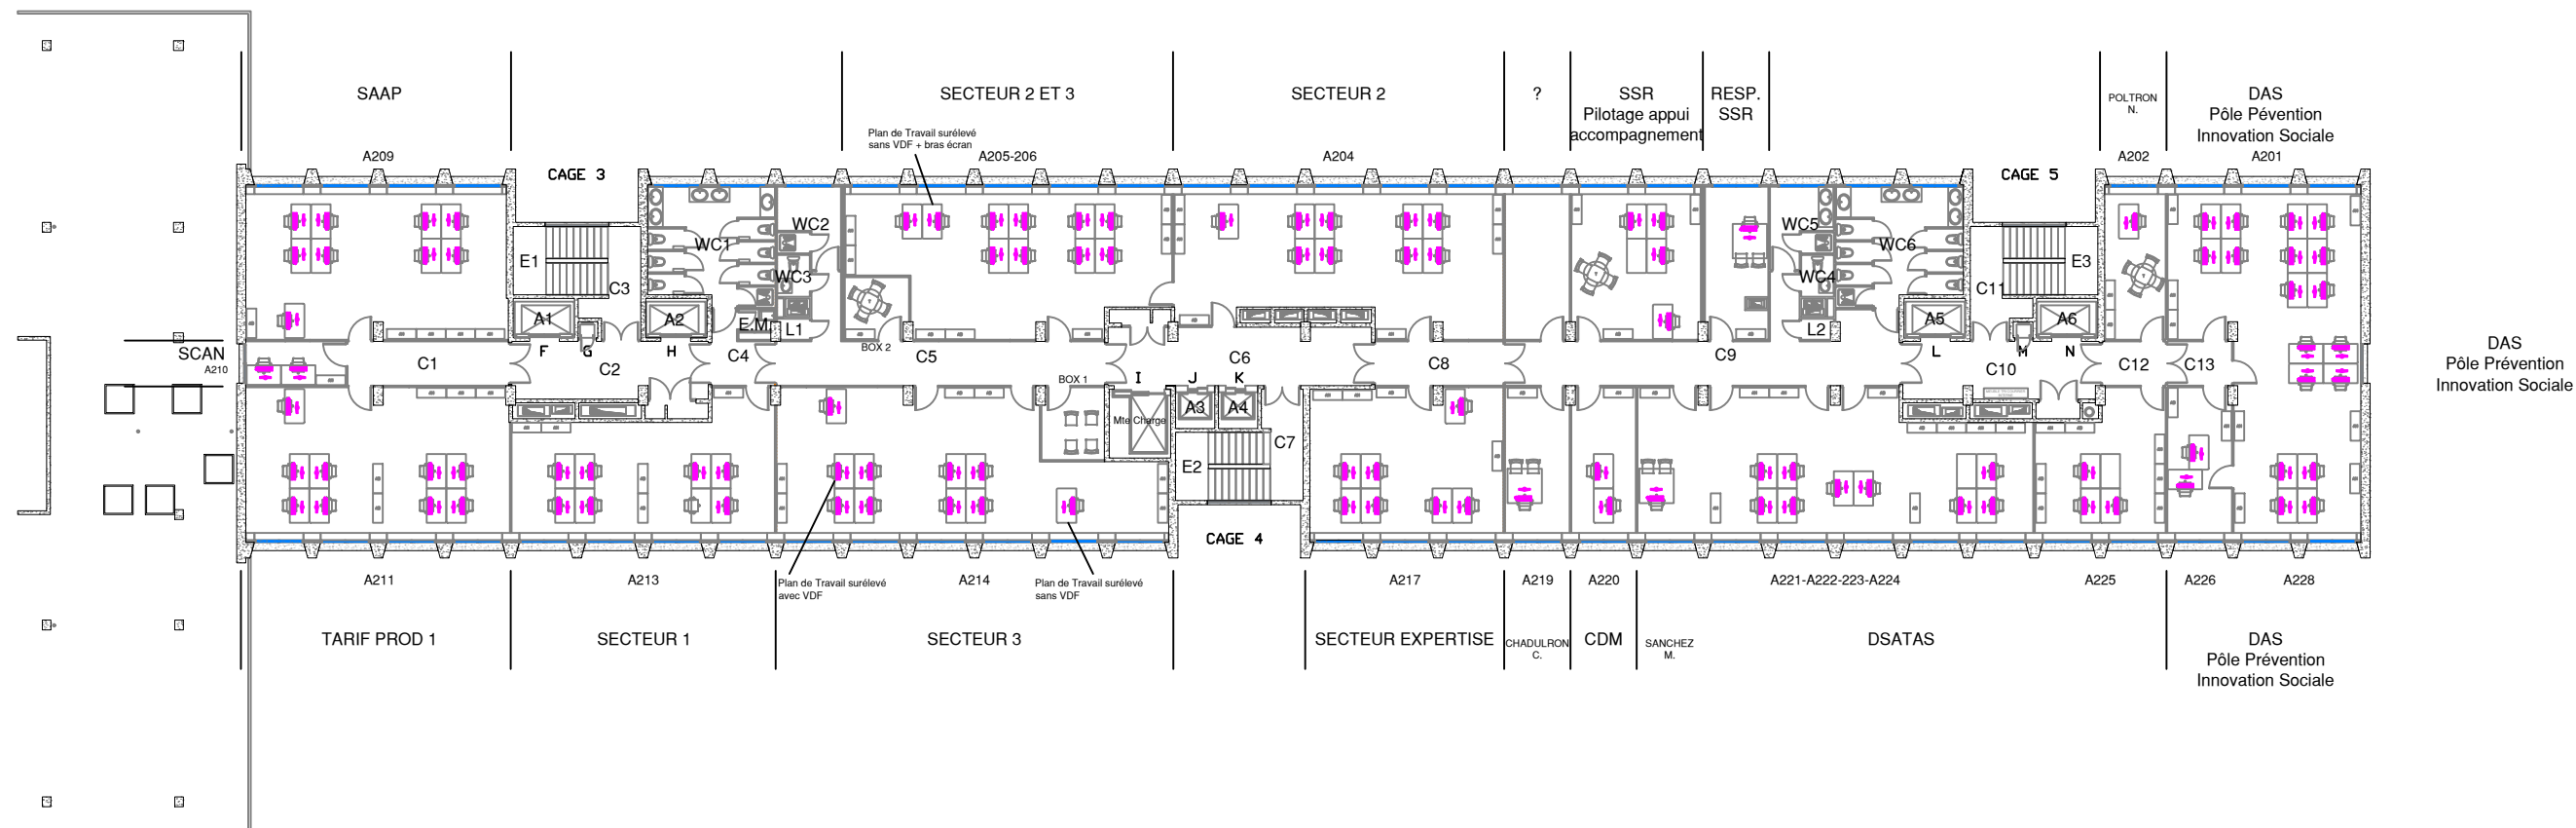 SAAP
SECTEUR 2 ET 3
SECTEUR 2
?
SSR
Pilotage appui
accompagnement
RESP.
SSR
POLTRON
N.
DAS
Pôle Pévention
Innovation Sociale
Plan de Travail surélevé
sans VDF + bras écran
A209
A205-206
A204
A202
A201
CAGE 3
CAGE 5
WC1
WC2
WC3
WC5
WC4
WC6
E1
C3
E3
C11
A1
A2
E.M
L1
L2
A5
A6
BOX 2
F
G
H
L
M
N
SCAN
A210
C1
C2
C4
C5
C6
C8
C9
C10
C12
C13
DAS
Pôle Prévention
Innovation Sociale
BOX 1
I
J
K
A3
A4
Mte Charge
C7
E2
CAGE 4
A211
A213
A214
A217
A219
A220
A221-A222-223-A224
A225
A226
A228
Plan de Travail surélevé
avec VDF
Plan de Travail surélevé
sans VDF
TARIF PROD 1
SECTEUR 1
SECTEUR 3
SECTEUR EXPERTISE
CHADULRON
C.
CDM
SANCHEZ
M.
DSATAS
DAS
Pôle Prévention
Innovation Sociale